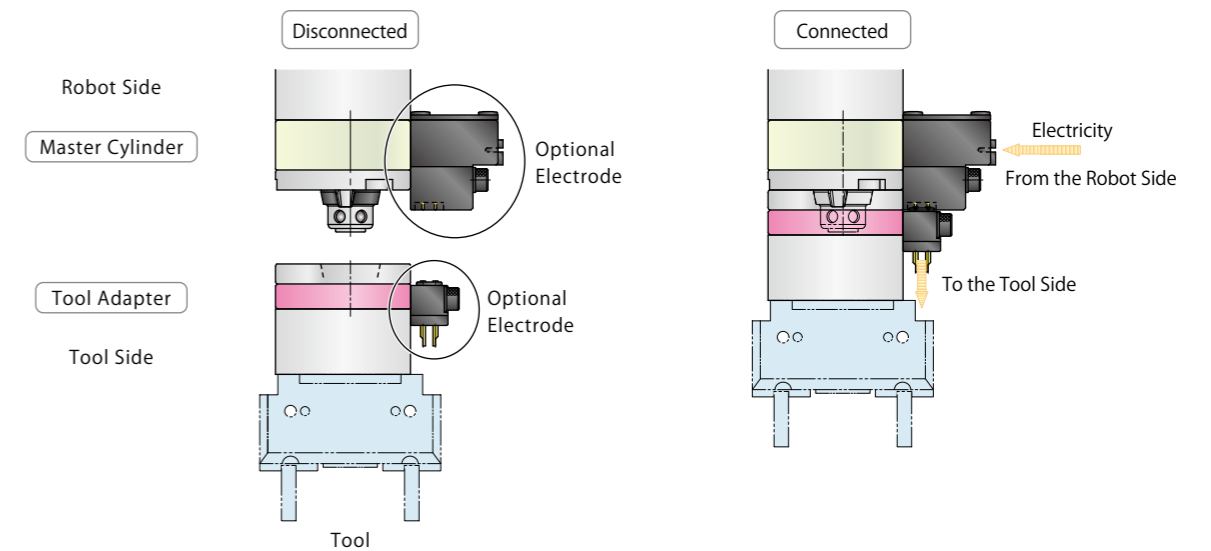 Disconnected
Connected
Robot Side
Master Cylinder
Optional
Electrode
Electricity
From the Robot Side
Tool Adapter
Optional
Electrode
To the Tool Side
Tool Side
Tool